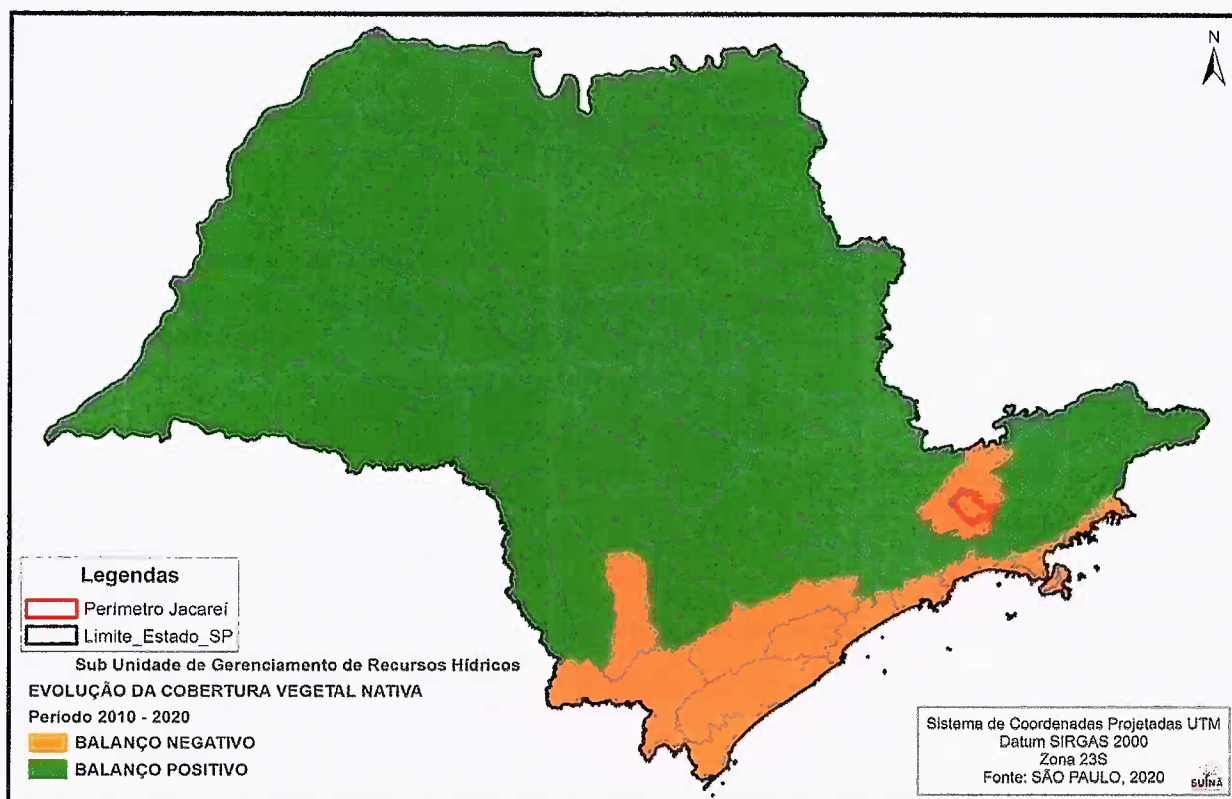 N
Legendas
Perímetro Jacareí
Limite_Estado_SP
Sub Unidade de Gerenciamento de Recursos Hídricos
EVOLUÇÃO DA COBERTURA VEGETAL NATIVA
Período 2010 - 2020
BALANÇO NEGATIVO
BALANÇO POSITIVO
Sistema de Coordenadas Projetadas UTM
Datum SIRGAS 2000
Zona 23S
Fonte: SÃO PAULO, 2020
SUINÃ